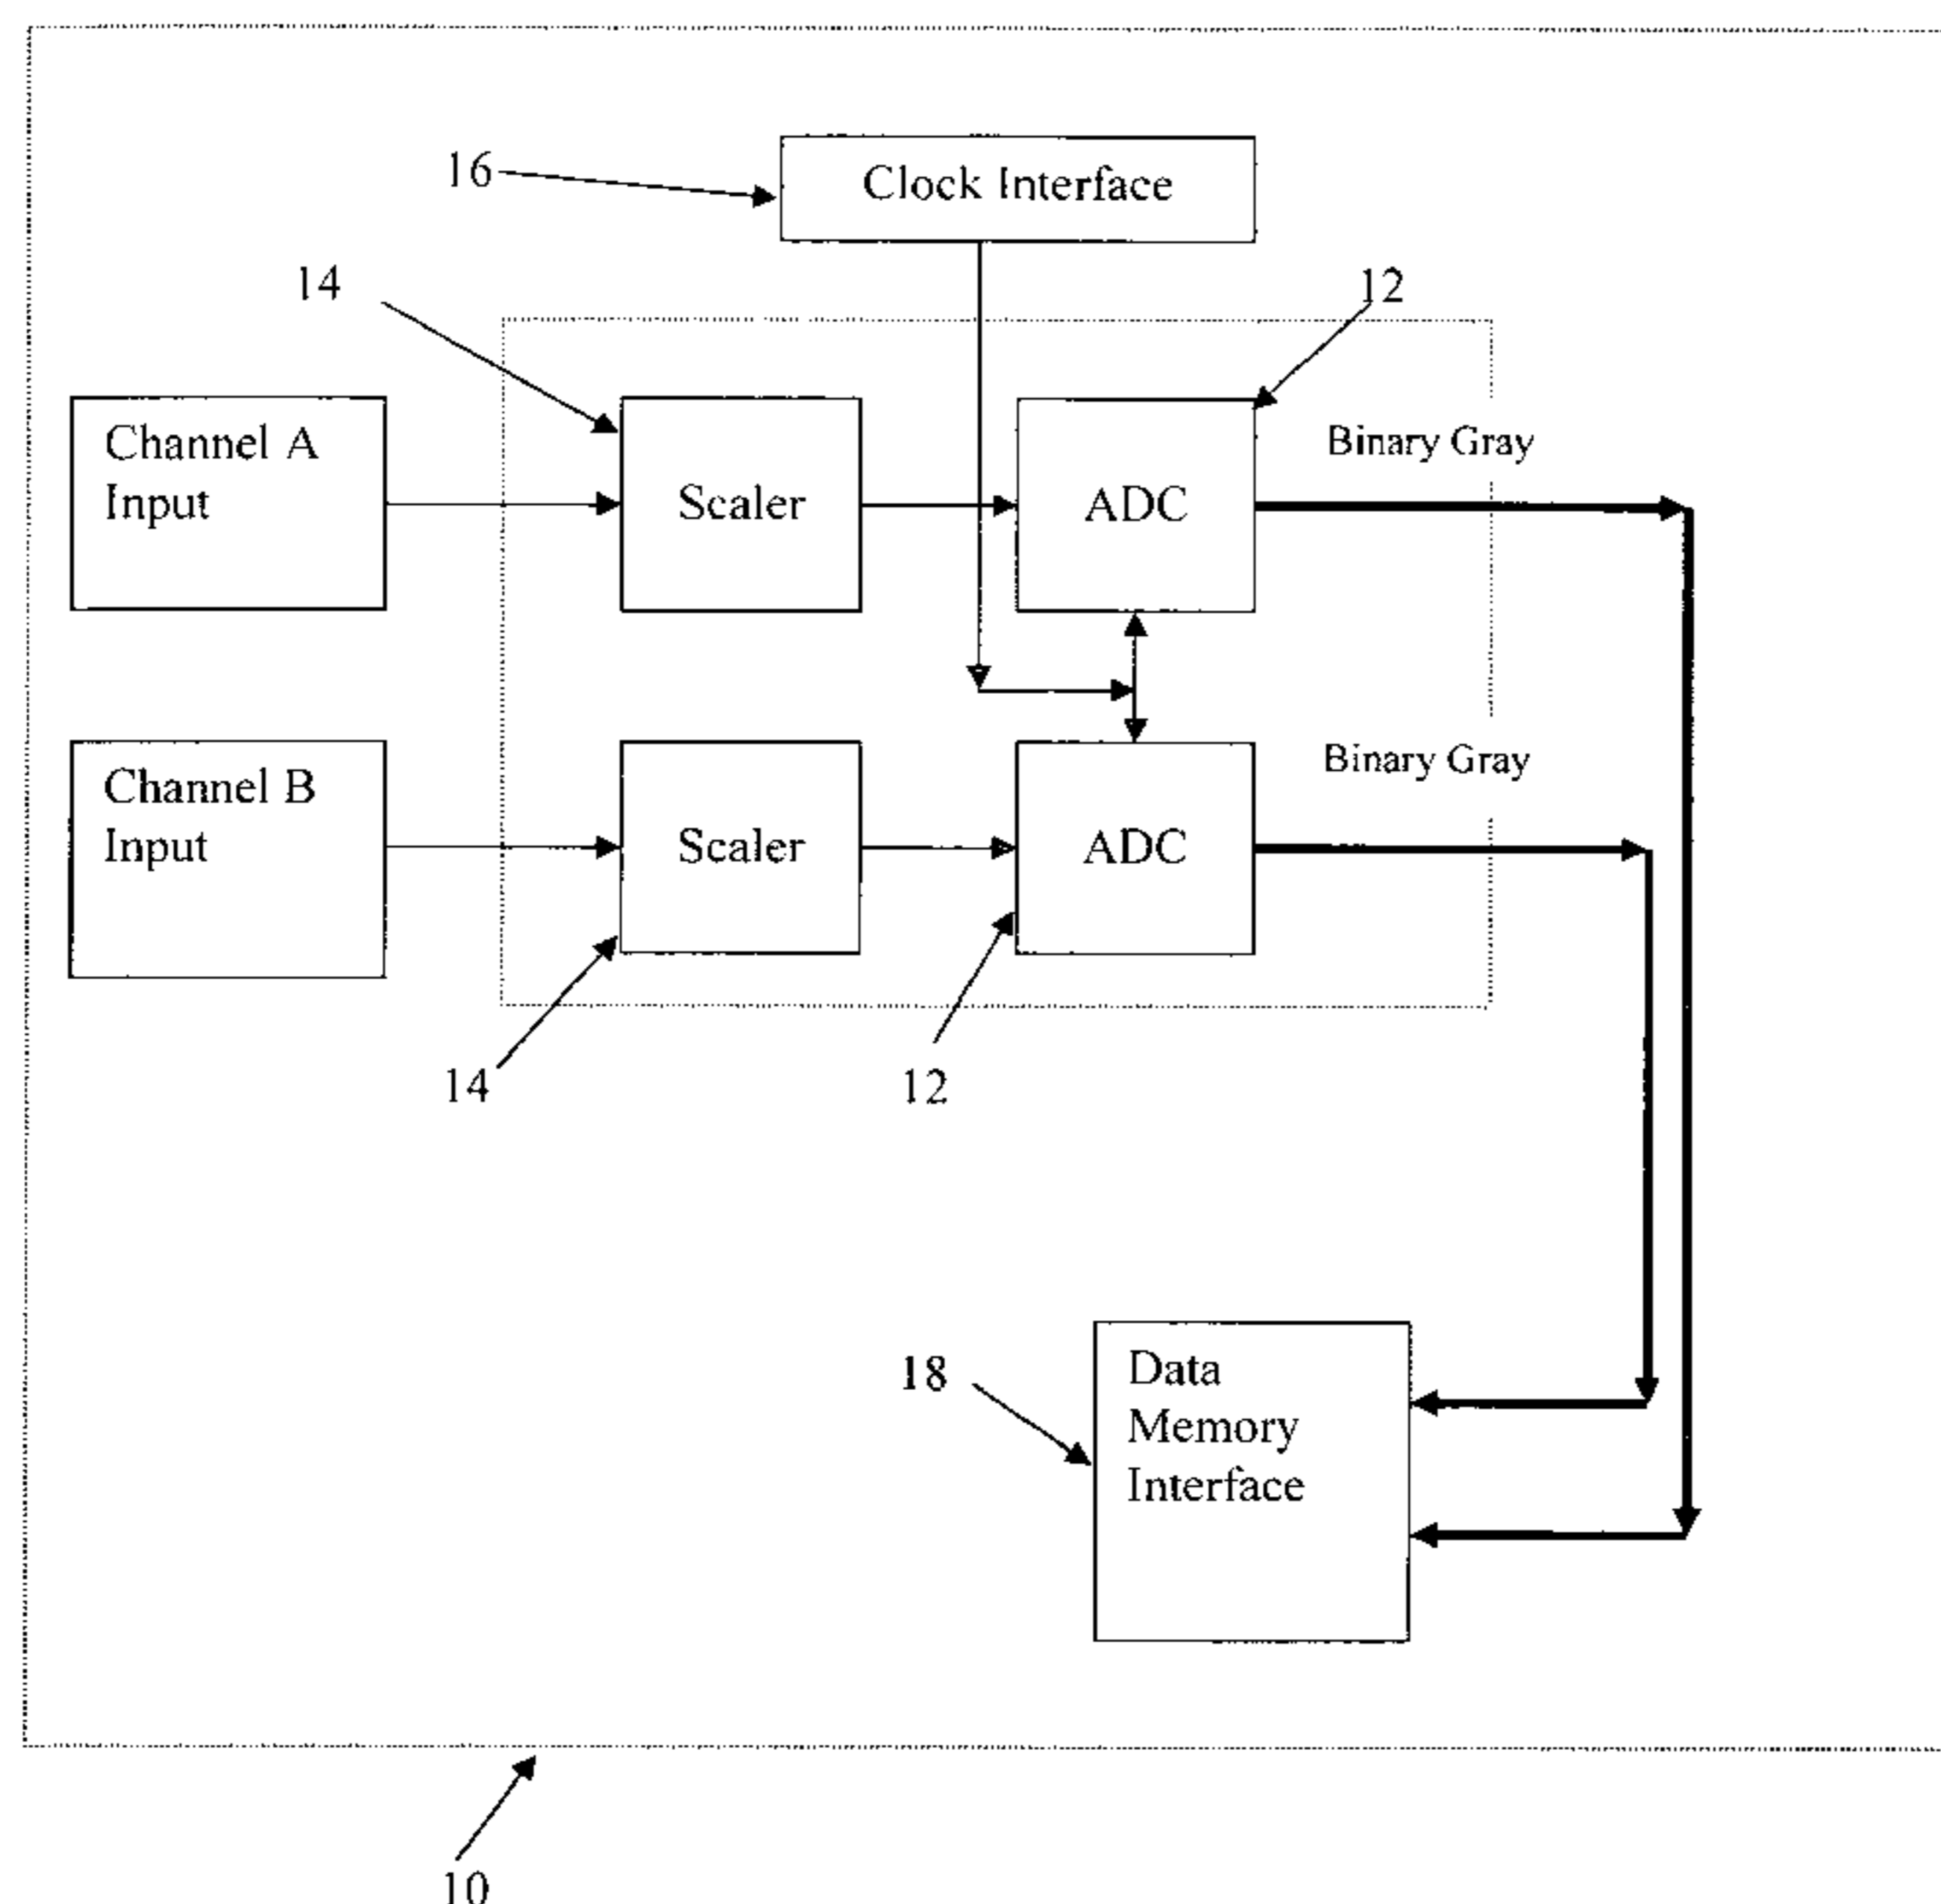 16
Clock Interface
14
12
Channel A
Input
Scaler
ADC
Binary Gray
Channel B
Input
Scaler
ADC
Binary Gray
14
12
18
Data
Memory
Interface
10